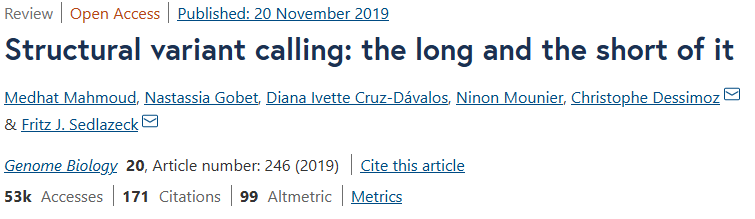 Review | Open Access | Published: 20 November 2019
Structural variant calling: the long and the short of it
Medhat Mahmoud, Nastassia Gobet, Diana Ivette Cruz-Dávalos, Ninon Mounier, Christophe Dessimoz
& Fritz J. Sedlazeck
Genome Biology 20, Article number: 246 (2019) | Cite this article
53k Accesses | 171 Citations | 99 Altmetric | Metrics